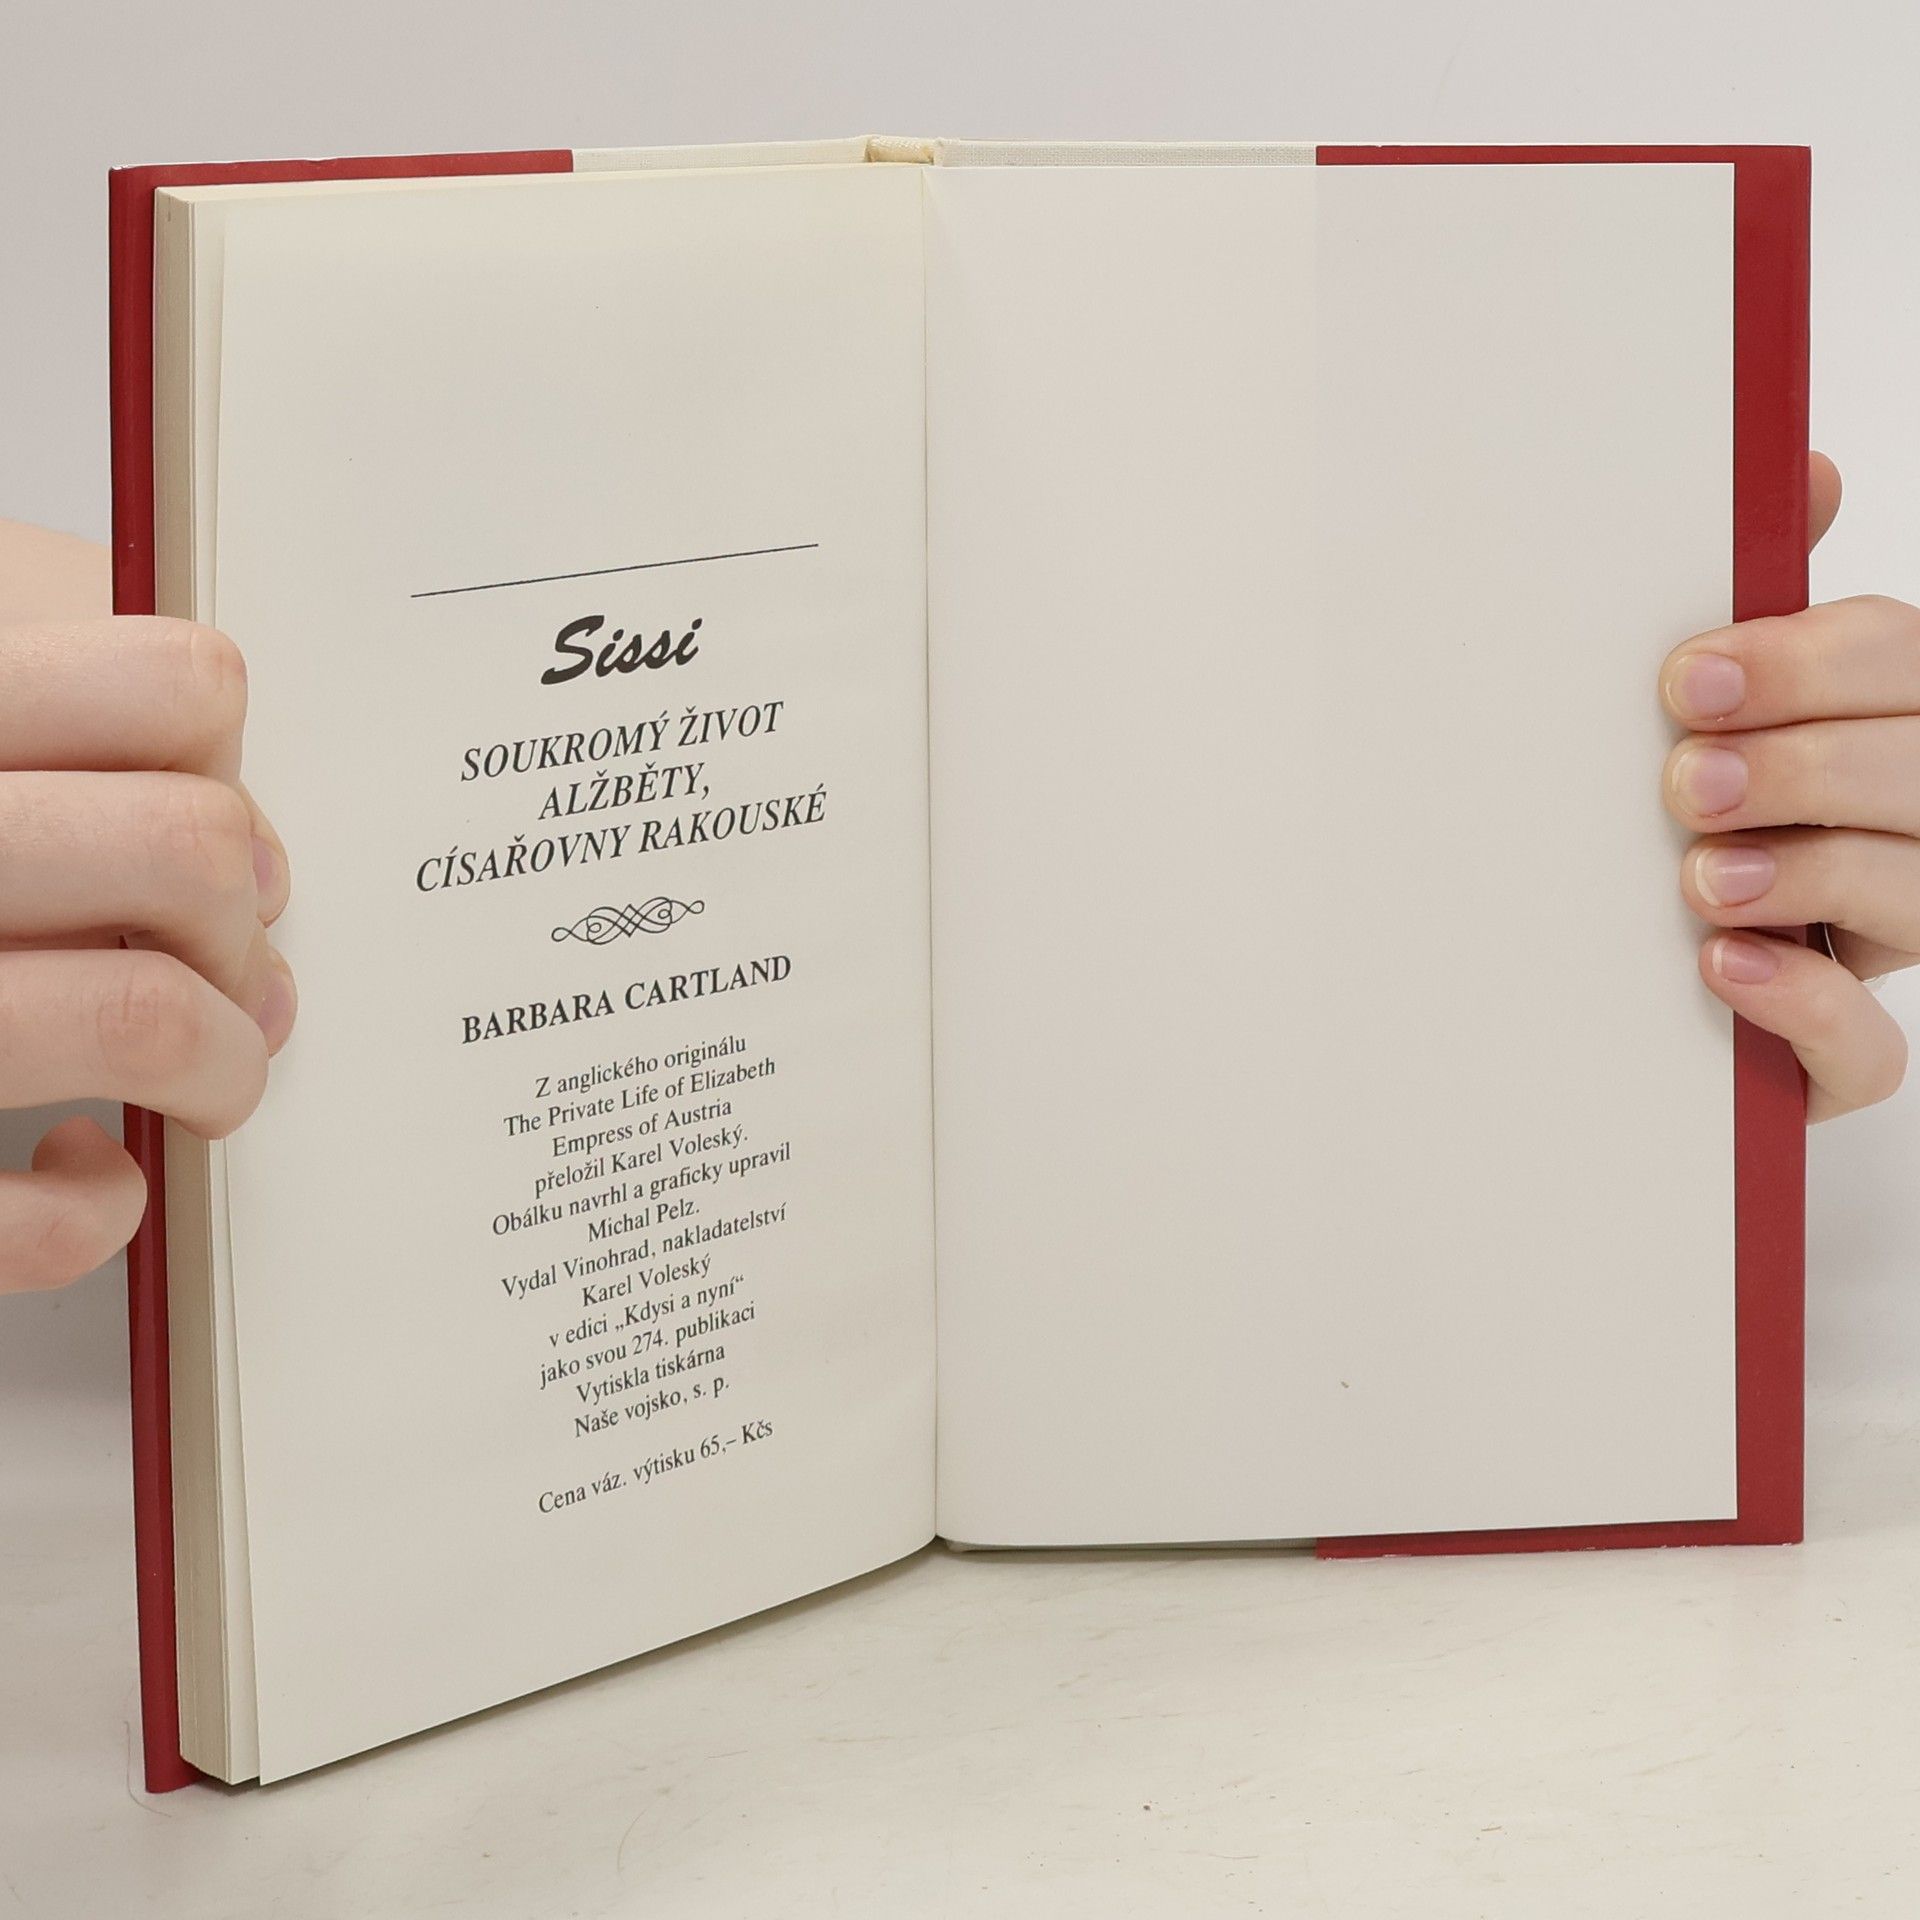 Sissi
SOUKROMÝ ŽIVOT
ALŽBĚTY,
CÍSAŘOVNY RAKOUSKÉ
BARBARA CARTLAND
Z anglického originálu
The Private Life of Elizabeth
Empress of Austria
přeložil Karel Voleský.
Obálku navrhl a graficky upravil
Michal Pelz.
Vydal Vinohrad, nakladatelství
Karel Voleský
v edici „Kdysi a nyní“
jako svou 274. publikaci
Vytiskla tiskárna
Naše vojsko, s. p.
Cena váz. výtisku 65,– Kčs